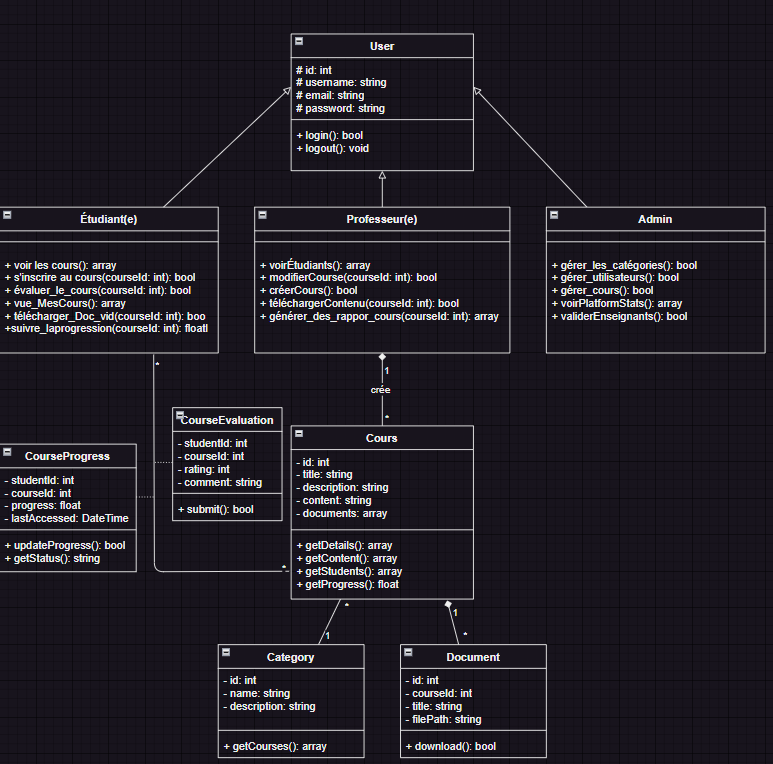 User
# id: int
# username: string
# email: string
# password: string
+ login(): bool
+ logout(): void
Étudiant(e)
+ voir les cours(): array
+ s'inscrire au cours(courseId: int): bool
+ évaluer_le_cours(courseId: int): bool
+ vue_MesCours(): array
+ télécharger_Doc_vid(courseId: int): boo
+suivre_laprogression(courseId: int): floatl
Professeur(e)
+ voirÉtudiants(): array
+ modifierCourse(courseId: int): bool
+ créerCours(): bool
+ téléchargerContenu(courseId: int): bool
+ générer_des_rappor_cours(courseId: int): array
Admin
+ gérer_les_catégories(): bool
+ gérer_utilisateurs(): bool
+ gérer_cours(): bool
+ voirPlatformStats(): array
+ validerEnseignants(): bool
*
1
crée
*
CourseEvaluation
- studentId: int
- courseId: int
- rating: int
- comment: string
+ submit(): bool
CourseProgress
- studentId: int
- courseId: int
- progress: float
- lastAccessed: DateTime
+ updateProgress(): bool
+ getStatus(): string
Cours
- id: int
- title: string
- description: string
- content: string
- documents: array
+ getDetails(): array
+ getContent(): array
+ getStudents(): array
+ getProgress(): float
*
*
1
1
*
Category
- id: int
- name: string
- description: string
+ getCourses(): array
Document
- id: int
- courseId: int
- title: string
- filePath: string
+ download(): bool